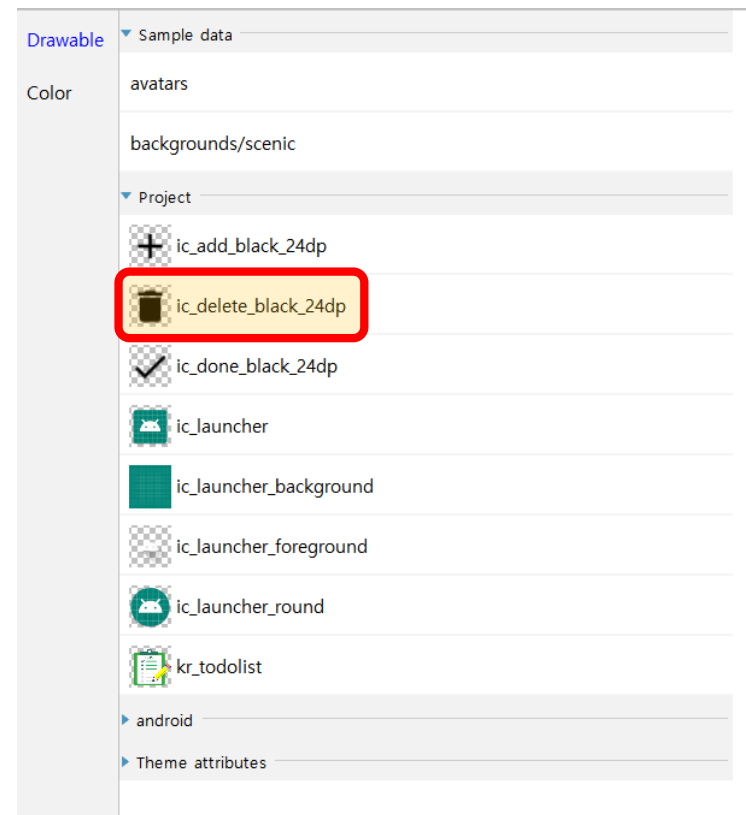 Drawable
Color
Sample data
avatars
backgrounds/scenic
Project
ic_add_black_24dp
ic_delete_black_24dp
ic_done_black_24dp
ic_launcher
ic_launcher_background
ic_launcher_foreground
ic_launcher_round
kr_todolist
android
Theme attributes